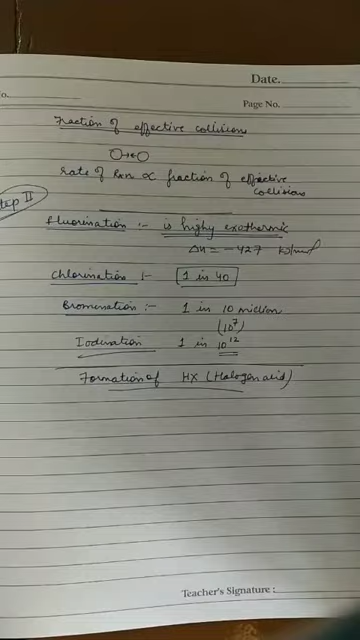 Date.
o.
Page No.
Fraction of effective collisions
rate of Rxn ∝ fraction of effective
collisions
Step II
Fluorination :- is highly exothermic
ΔH = -427 KJ/mol
Chlorination :- 1 in 40
Bromination :- 1 in 10 million
(10⁷)
Iodination 1 in 10¹²
Formation of HX (Halogen acid)
Teacher's Signature :